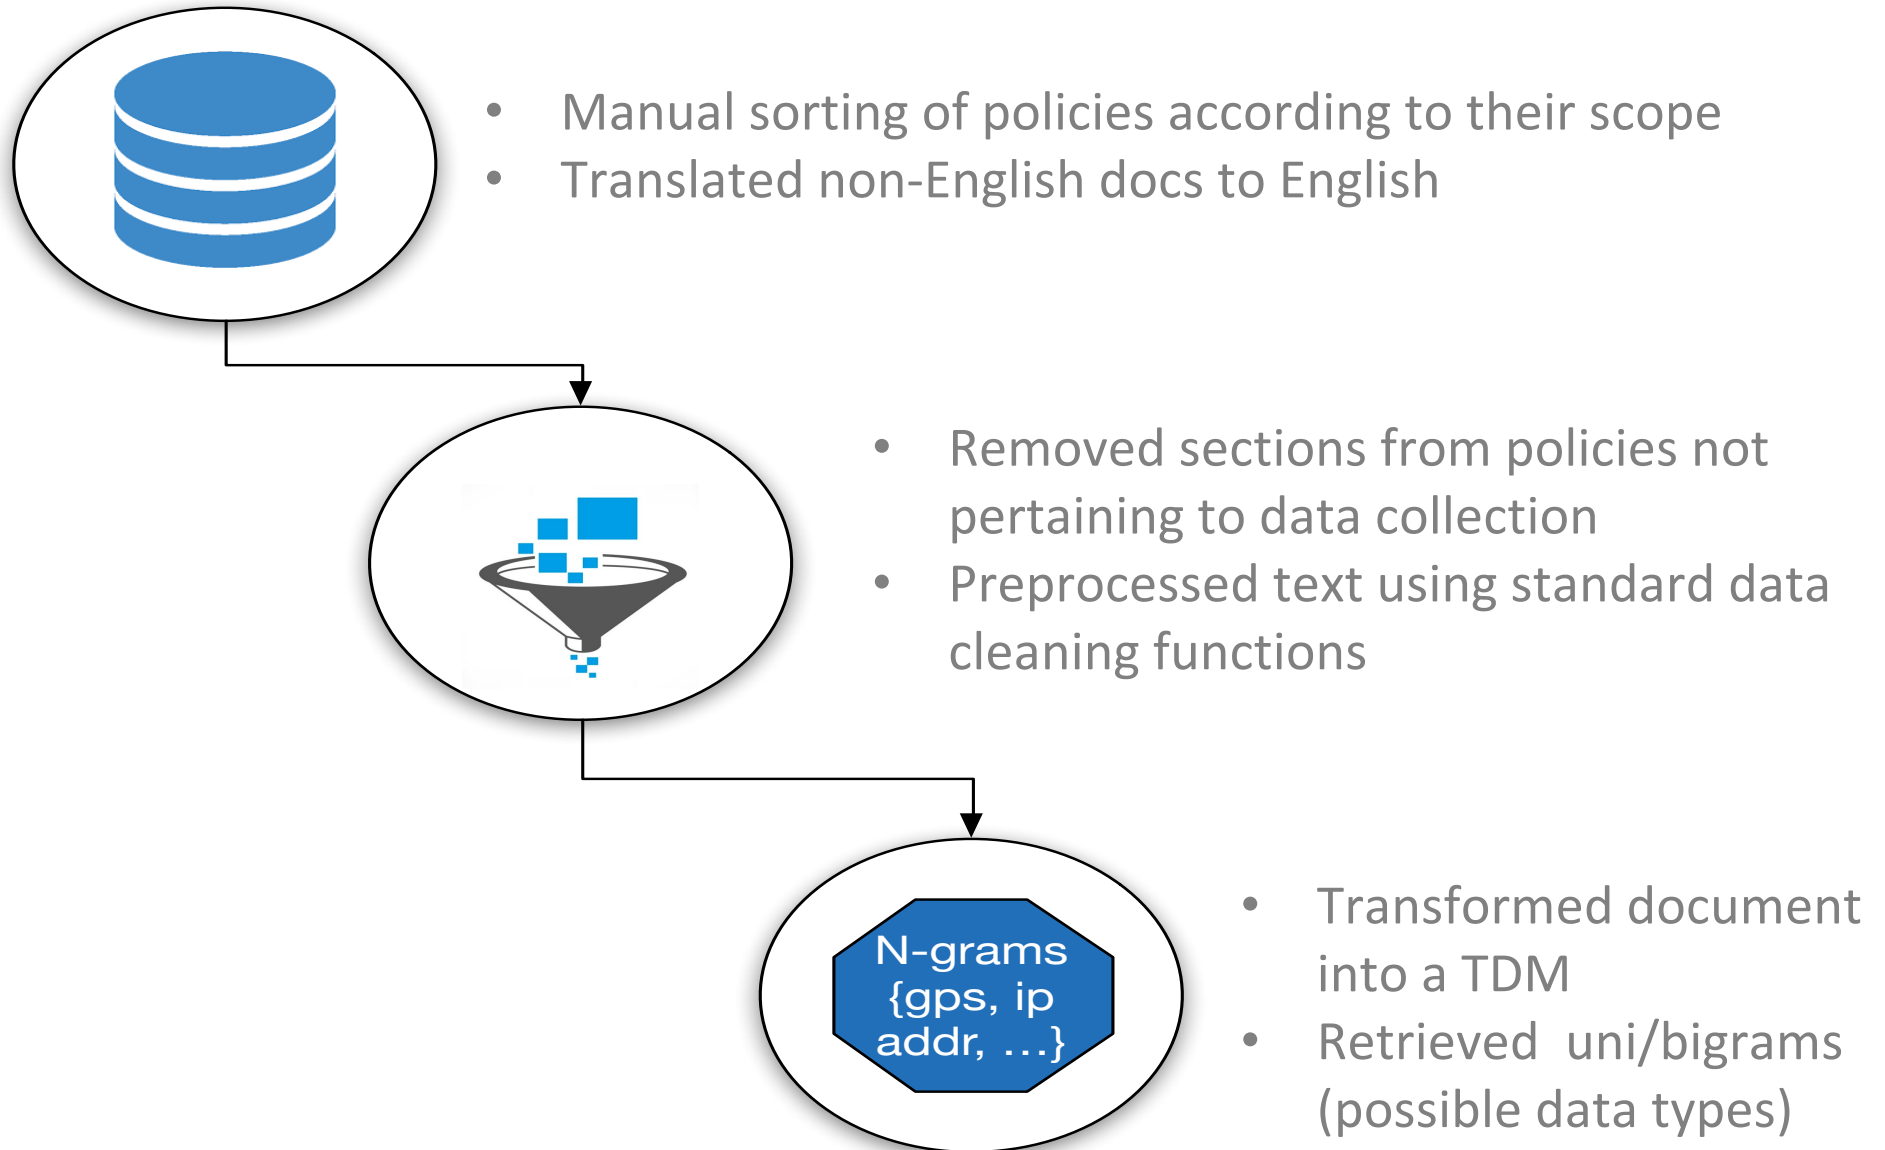 • Manual sorting of policies according to their scope
• Translated non-English docs to English
• Removed sections from policies not
pertaining to data collection
• Preprocessed text using standard data
cleaning functions
N-grams
{gps, ip
addr, ...}
• Transformed document
into a TDM
• Retrieved uni/bigrams
(possible data types)